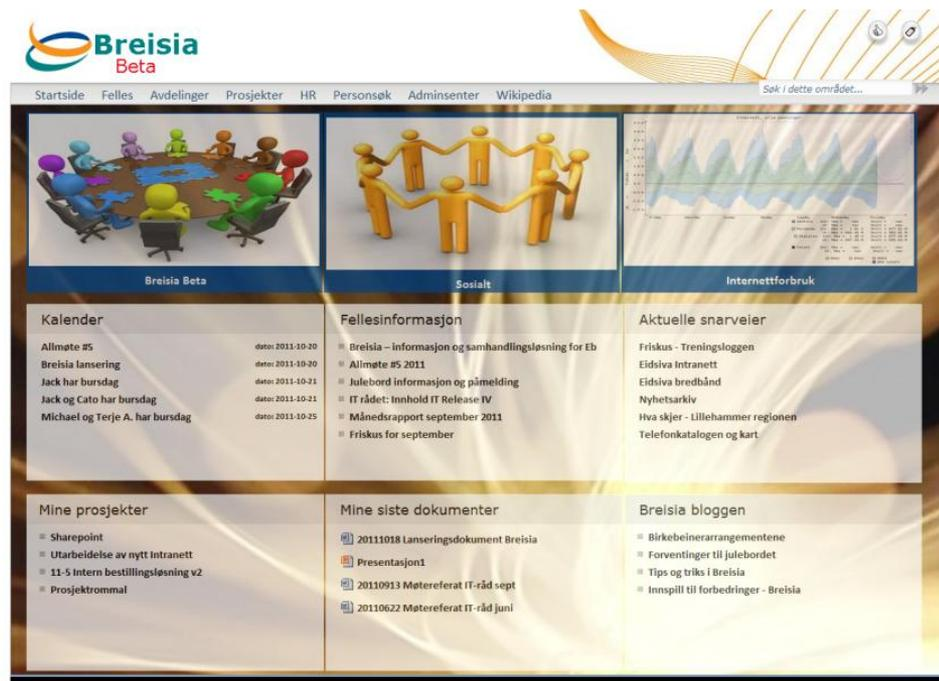 Breisia
Beta
Søk i dette området...
Startside Felles Avdelinger Prosjekter HR Personsøk Adminsenter Wikipedia
Breisia Beta
Sosialt
Internettforbruk
Kalender
Allmøte #5 dato: 2011-10-20
Breisia lansering dato: 2011-10-20
Jack har bursdag dato: 2011-10-21
Jack og Cato har bursdag dato: 2011-10-21
Michael og Terje A. har bursdag dato: 2011-10-25
Fellesinformasjon
Breisia – informasjon og samhandlingsløsning for Eb
Allmøte #5 2011
Julebord informasjon og påmelding
IT rådet: Innhold IT Release IV
Månedsrapport september 2011
Friskus for september
Aktuelle snarveier
Friskus - Treningsloggen
Eidsiva Intranett
Eidsiva bredbånd
Nyhetsarkiv
Hva skjer - Lillehammer regionen
Telefonkatalogen og kart
Mine prosjekter
Sharepoint
Utarbeidelse av nytt Intranett
11-5 Intern bestillingsløsning v2
Prosjektrommal
Mine siste dokumenter
20111018 Lanseringsdokument Breisia
Presentasjon1
20110913 Møtereferat IT-råd sept
20110622 Møtereferat IT-råd juni
Breisia bloggen
Birkebeinerarrangementene
Forventinger til julebordet
Tips og triks i Breisia
Innspill til forbedringer - Breisia